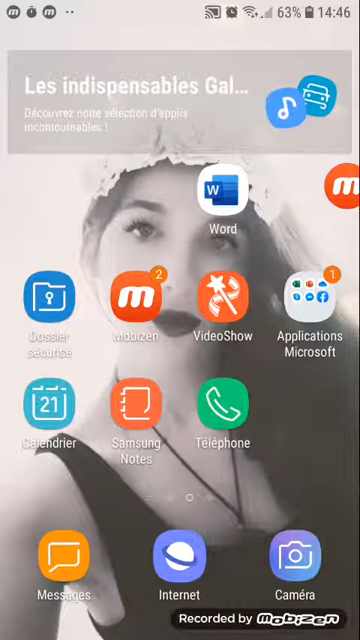 63% 14:46
Les indispensables Gal...
Découvrez notre sélection d'applis
incontournables !
W
Word
2
1
Dossier
sécurisé
Mobizen
VideoShow
Applications
Microsoft
21
Calendrier
Samsung
Notes
Téléphone
Messages
Internet
Caméra
Recorded by mobizen